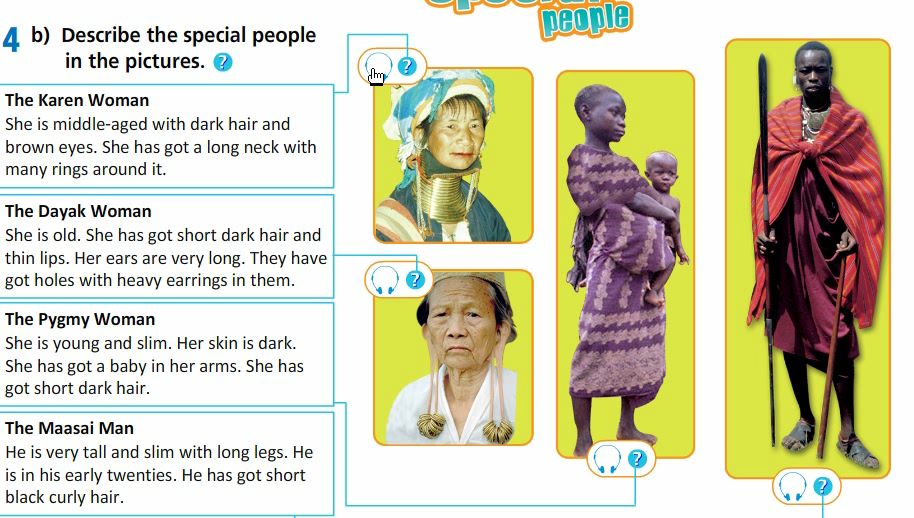 people
4 b) Describe the special people
in the pictures. ?
The Karen Woman
She is middle-aged with dark hair and
brown eyes. She has got a long neck with
many rings around it.
The Dayak Woman
She is old. She has got short dark hair and
thin lips. Her ears are very long. They have
got holes with heavy earrings in them.
The Pygmy Woman
She is young and slim. Her skin is dark.
She has got a baby in her arms. She has
got short dark hair.
The Maasai Man
He is very tall and slim with long legs. He
is in his early twenties. He has got short
black curly hair.
?
?
?
?